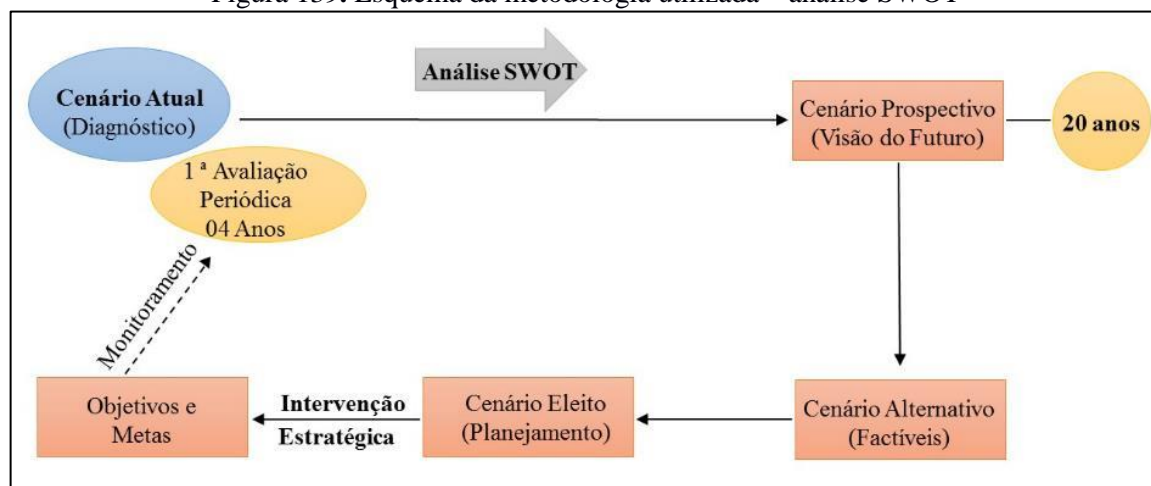 Figura 139. Esquema da metodologia utilizada – análise SWOT
Análise SWOT
Cenário Atual
(Diagnóstico)
Cenário Prospectivo
(Visão do Futuro)
20 anos
1 ª Avaliação
Periódica
04 Anos
Monitoramento
Objetivos e
Metas
Intervenção
Estratégica
Cenário Eleito
(Planejamento)
Cenário Alternativo
(Factíveis)